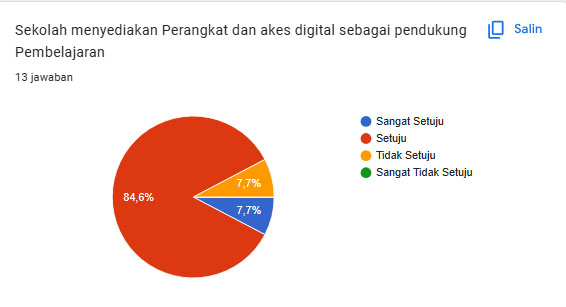 Sekolah menyediakan Perangkat dan akes digital sebagai pendukung
Pembelajaran
Salin
13 jawaban
Sangat Setuju
Setuju
Tidak Setuju
Sangat Tidak Setuju
84,6%
7,7%
7,7%